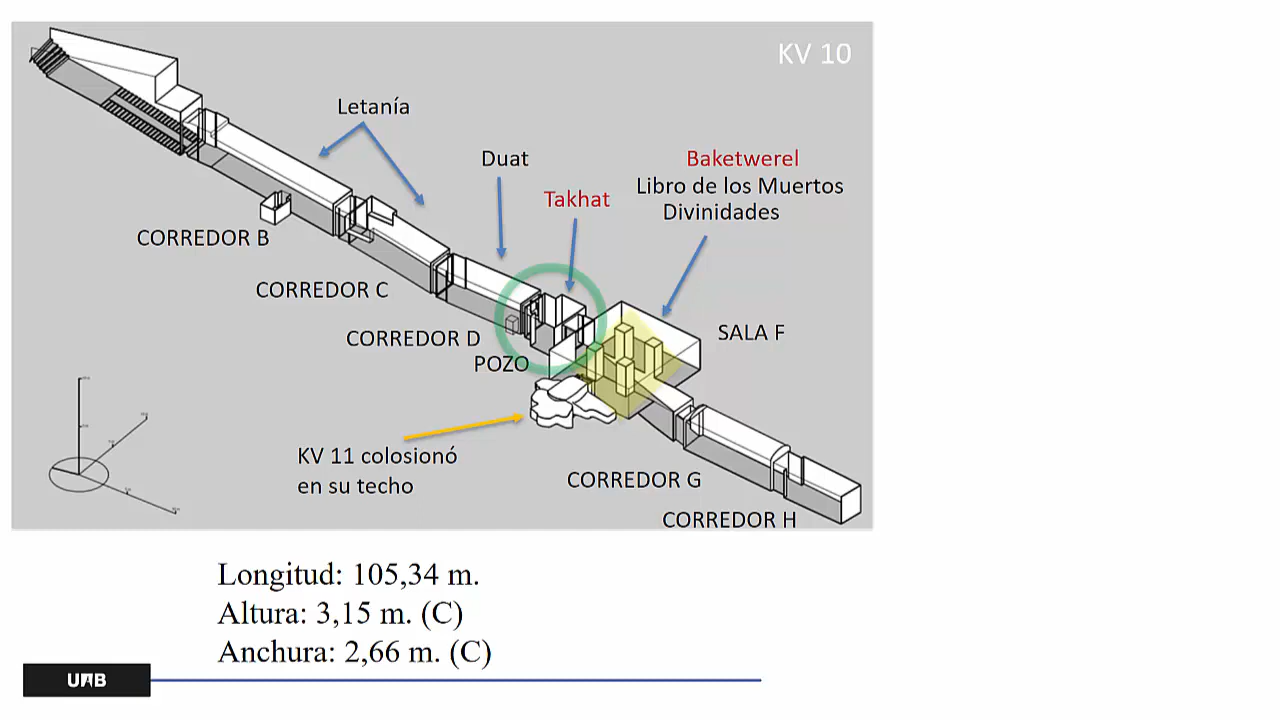 KV 10
Letanía
Duat
Baketwerel
Libro de los Muertos
Divinidades
Takhat
CORREDOR B
CORREDOR C
CORREDOR D
SALA F
POZO
KV 11 colosionó
en su techo
CORREDOR G
CORREDOR H
Longitud: 105,34 m.
Altura: 3,15 m. (C)
Anchura: 2,66 m. (C)
UAB